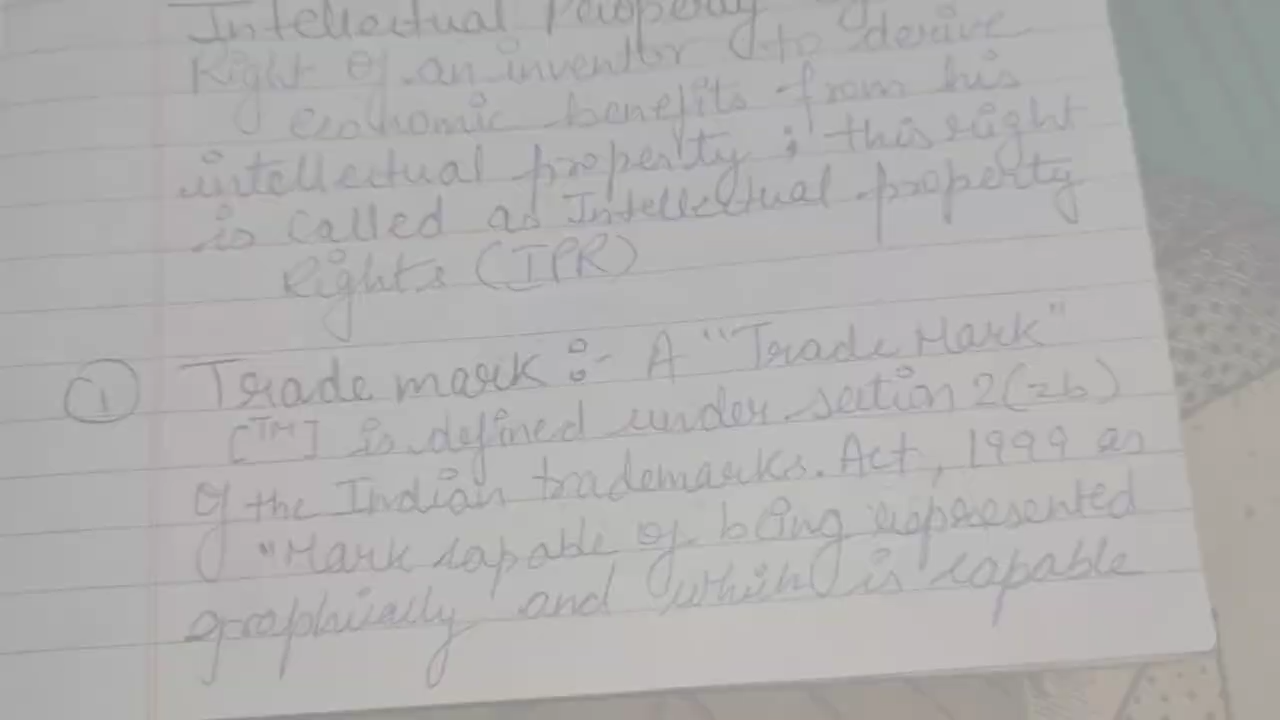 Intellectual Property
Right of an inventor to derive
economic benefits from his
intellectual property; this right
is called as Intellectual property
Rights (IPR)
① Trade mark :- A "Trade Mark"
[TM] is defined under section 2(zb)
of the Indian trademarks. Act, 1999 as
"Mark capable of being represented
graphically and which is capable